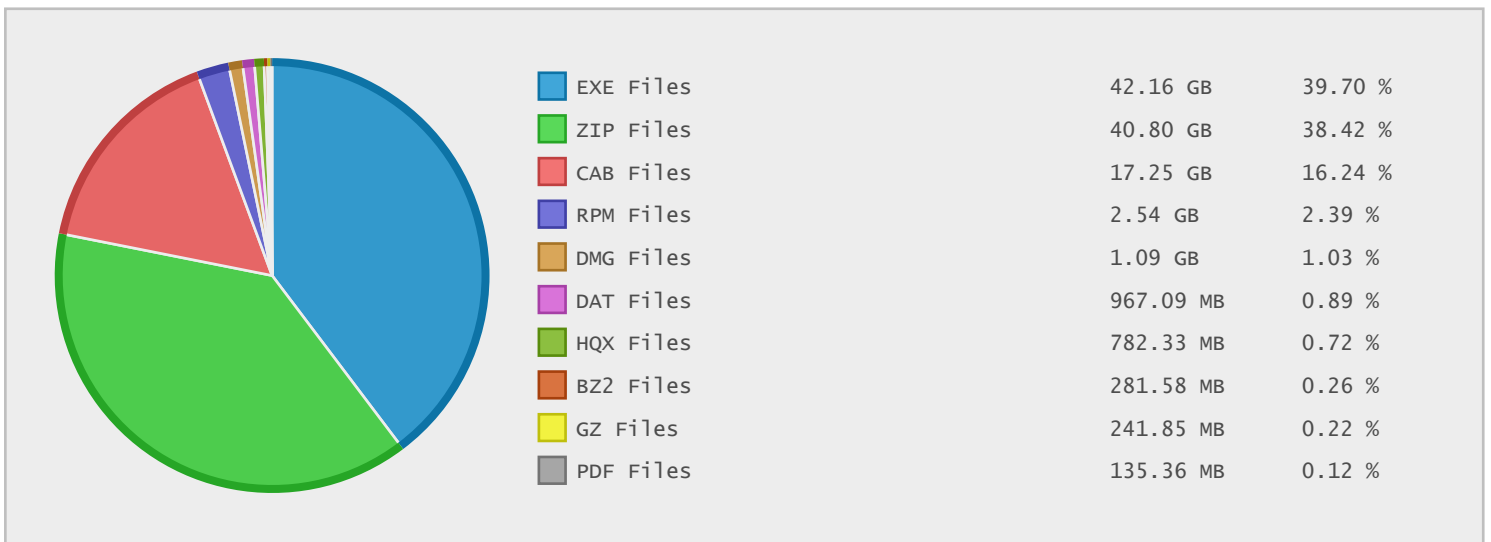 EXE Files 42.16 GB 39.70 %
ZIP Files 40.80 GB 38.42 %
CAB Files 17.25 GB 16.24 %
RPM Files 2.54 GB 2.39 %
DMG Files 1.09 GB 1.03 %
DAT Files 967.09 MB 0.89 %
HQX Files 782.33 MB 0.72 %
BZ2 Files 281.58 MB 0.26 %
GZ Files 241.85 MB 0.22 %
PDF Files 135.36 MB 0.12 %